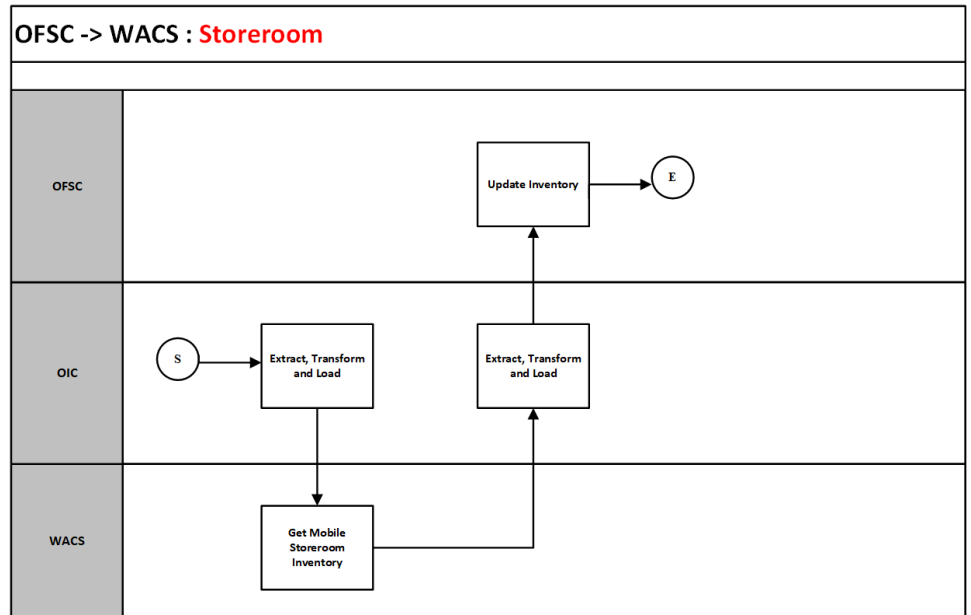 OFSC -> WACS : Storeroom
OFSC
Update Inventory
E
OIC
S
Extract, Transform
and Load
Extract, Transform
and Load
WACS
Get Mobile
Storeroom
Inventory